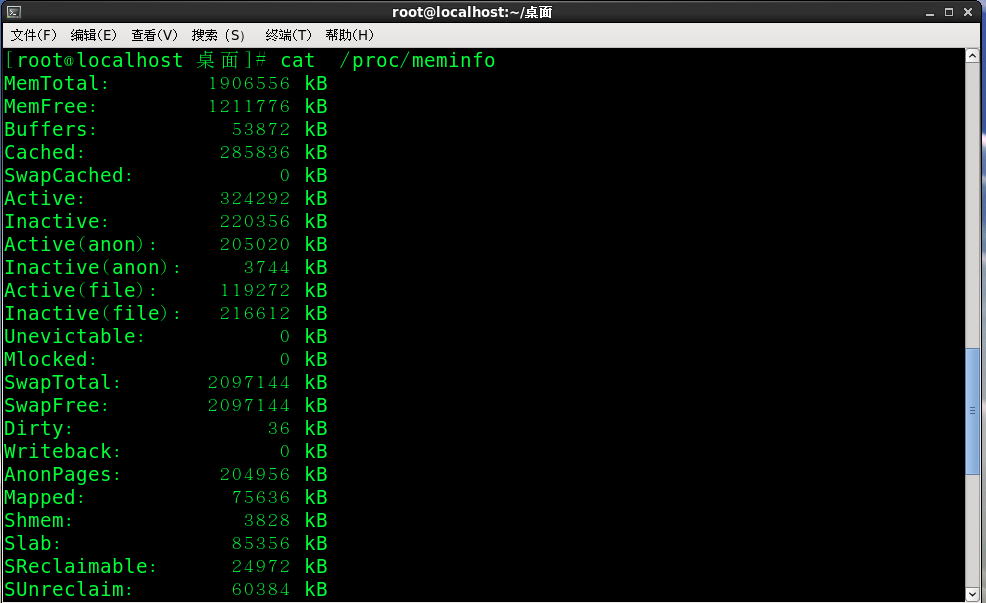 root@localhost:~/桌面
文件(F) 编辑(E) 查看(V) 搜索 (S) 终端(T) 帮助(H)
[root@localhost 桌面]# cat  /proc/meminfo
MemTotal:        1906556 kB
MemFree:         1211776 kB
Buffers:           53872 kB
Cached:           285836 kB
SwapCached:            0 kB
Active:           324292 kB
Inactive:         220356 kB
Active(anon):     205020 kB
Inactive(anon):     3744 kB
Active(file):     119272 kB
Inactive(file):   216612 kB
Unevictable:           0 kB
Mlocked:               0 kB
SwapTotal:       2097144 kB
SwapFree:        2097144 kB
Dirty:                36 kB
Writeback:             0 kB
AnonPages:        204956 kB
Mapped:            75636 kB
Shmem:              3828 kB
Slab:              85356 kB
SReclaimable:      24972 kB
SUnreclaim:        60384 kB